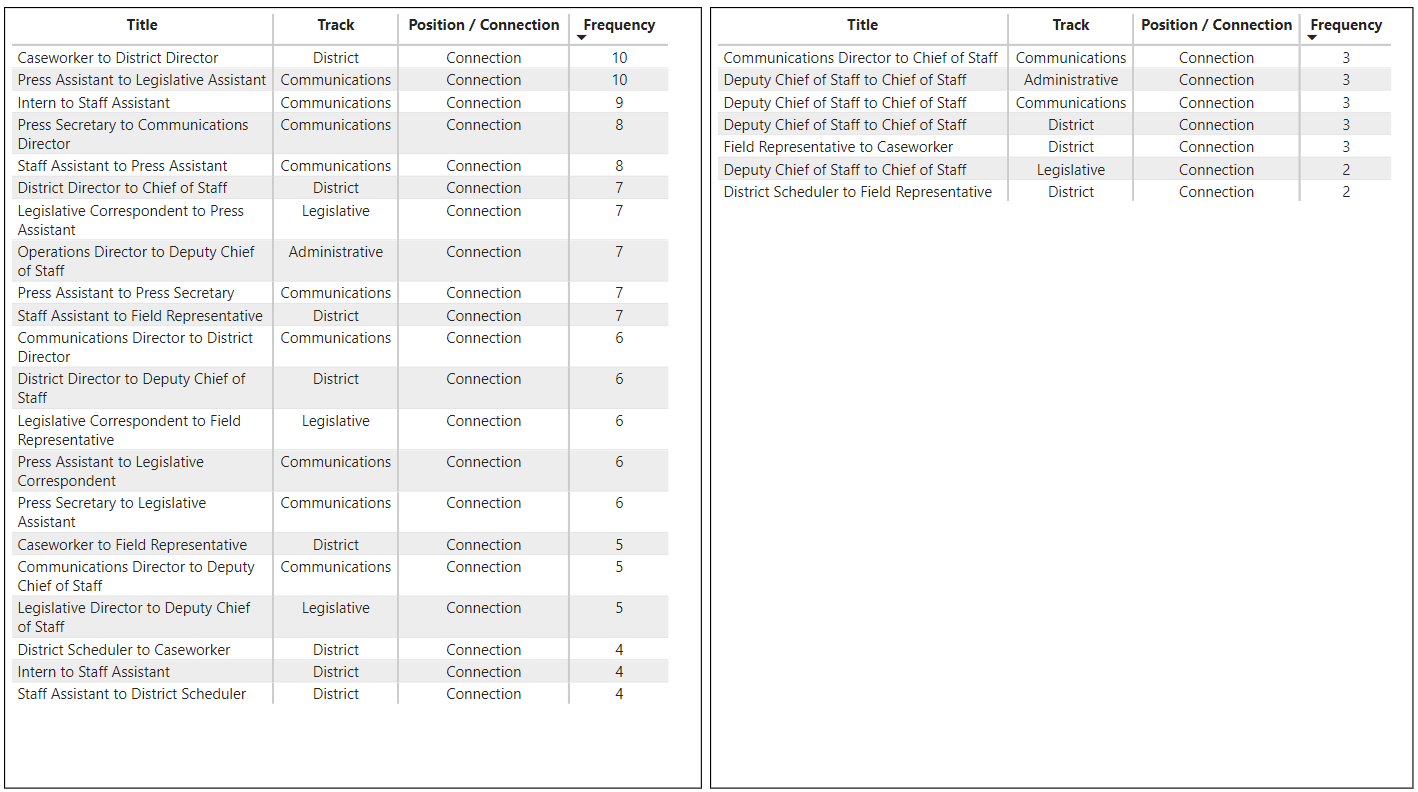 Title Track Position / Connection Frequency
Caseworker to District Director District Connection 10
Press Assistant to Legislative Assistant Communications Connection 10
Intern to Staff Assistant Communications Connection 9
Press Secretary to Communications Communications Connection 8
Director
Staff Assistant to Press Assistant Communications Connection 8
District Director to Chief of Staff District Connection 7
Legislative Correspondent to Press Legislative Connection 7
Assistant
Operations Director to Deputy Chief Administrative Connection 7
of Staff
Press Assistant to Press Secretary Communications Connection 7
Staff Assistant to Field Representative District Connection 7
Communications Director to District Communications Connection 6
Director
District Director to Deputy Chief of District Connection 6
Staff
Legislative Correspondent to Field Legislative Connection 6
Representative
Press Assistant to Legislative Communications Connection 6
Correspondent
Press Secretary to Legislative Communications Connection 6
Assistant
Caseworker to Field Representative District Connection 5
Communications Director to Deputy Communications Connection 5
Chief of Staff
Legislative Director to Deputy Chief Legislative Connection 5
of Staff
District Scheduler to Caseworker District Connection 4
Intern to Staff Assistant District Connection 4
Staff Assistant to District Scheduler District Connection 4
Title Track Position / Connection Frequency
Communications Director to Chief of Staff Communications Connection 3
Deputy Chief of Staff to Chief of Staff Administrative Connection 3
Deputy Chief of Staff to Chief of Staff Communications Connection 3
Deputy Chief of Staff to Chief of Staff District Connection 3
Field Representative to Caseworker District Connection 3
Deputy Chief of Staff to Chief of Staff Legislative Connection 2
District Scheduler to Field Representative District Connection 2